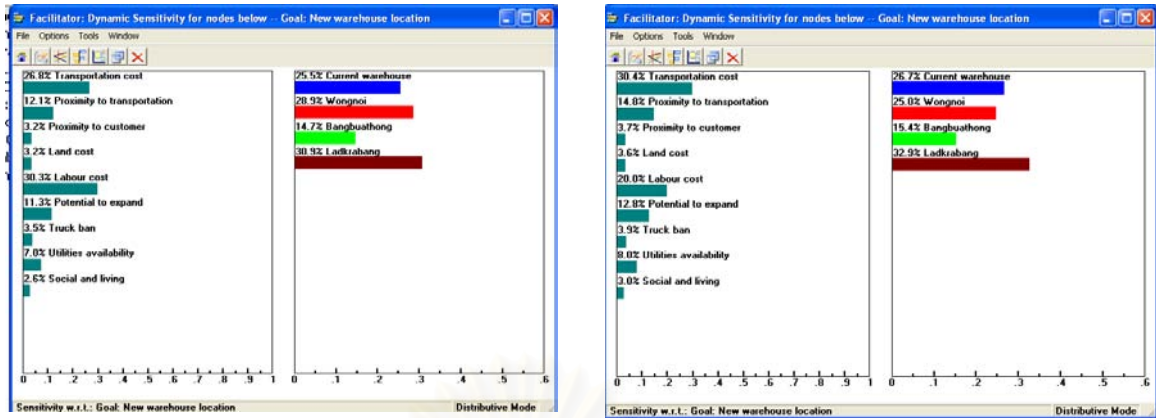 Facilitator: Dynamic Sensitivity for nodes below -- Goal: New warehouse location
File Options Tools Window
26.8% Transportation cost
12.1% Proximity to transportation
3.2% Proximity to customer
3.2% Land cost
30.3% Labour cost
11.3% Potential to expand
3.5% Truck ban
7.0% Utilities availability
2.6% Social and living
25.5% Current warehouse
28.9% Wongnoi
14.7% Bangbuathong
30.9% Ladkrabang
0 .1 .2 .3 .4 .5 .6 .7 .8 .9 1
0 .1 .2 .3 .4 .5 .6
Sensitivity w.r.t.: Goal: New warehouse location
Distributive Mode
Facilitator: Dynamic Sensitivity for nodes below -- Goal: New warehouse location
File Options Tools Window
30.4% Transportation cost
14.8% Proximity to transportation
3.7% Proximity to customer
3.6% Land cost
20.0% Labour cost
12.8% Potential to expand
3.9% Truck ban
8.0% Utilities availability
3.0% Social and living
26.7% Current warehouse
25.0% Wongnoi
15.4% Bangbuathong
32.9% Ladkrabang
0 .1 .2 .3 .4 .5 .6 .7 .8 .9 1
0 .1 .2 .3 .4 .5 .6
Sensitivity w.r.t.: Goal: New warehouse location
Distributive Mode